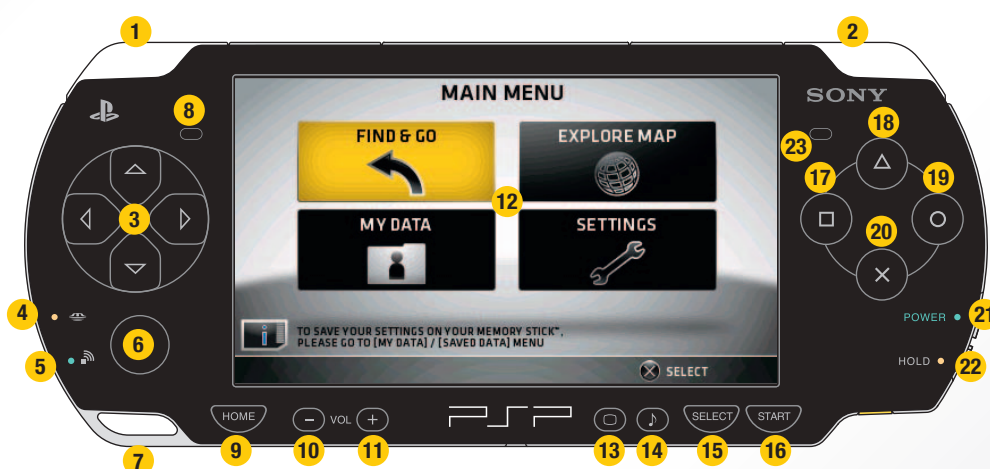 1
2
8
SONY
MAIN MENU
18
23
FIND & GO
EXPLORE MAP
17
19
3
12
20
MY DATA
SETTINGS
4
POWER
21
5
6
TO SAVE YOUR SETTINGS ON YOUR MEMORY STICK™,
PLEASE GO TO [MY DATA] / [SAVED DATA] MENU
HOLD
22
SELECT
HOME
VOL
PSP
SELECT
START
7
9
10
11
13
14
15
16